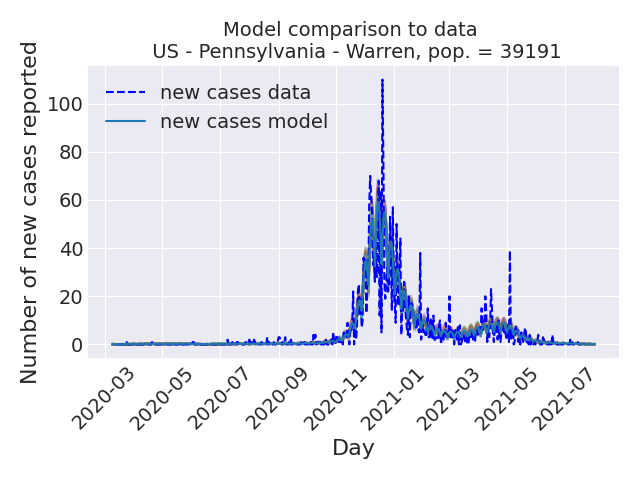 Model comparison to data
US - Pennsylvania - Warren, pop. = 39191
new cases data
new cases model
Number of new cases reported
100
80
60
40
20
0
2020-03
2020-05
2020-07
2020-09
2020-11
2021-01
2021-03
2021-05
2021-07
Day